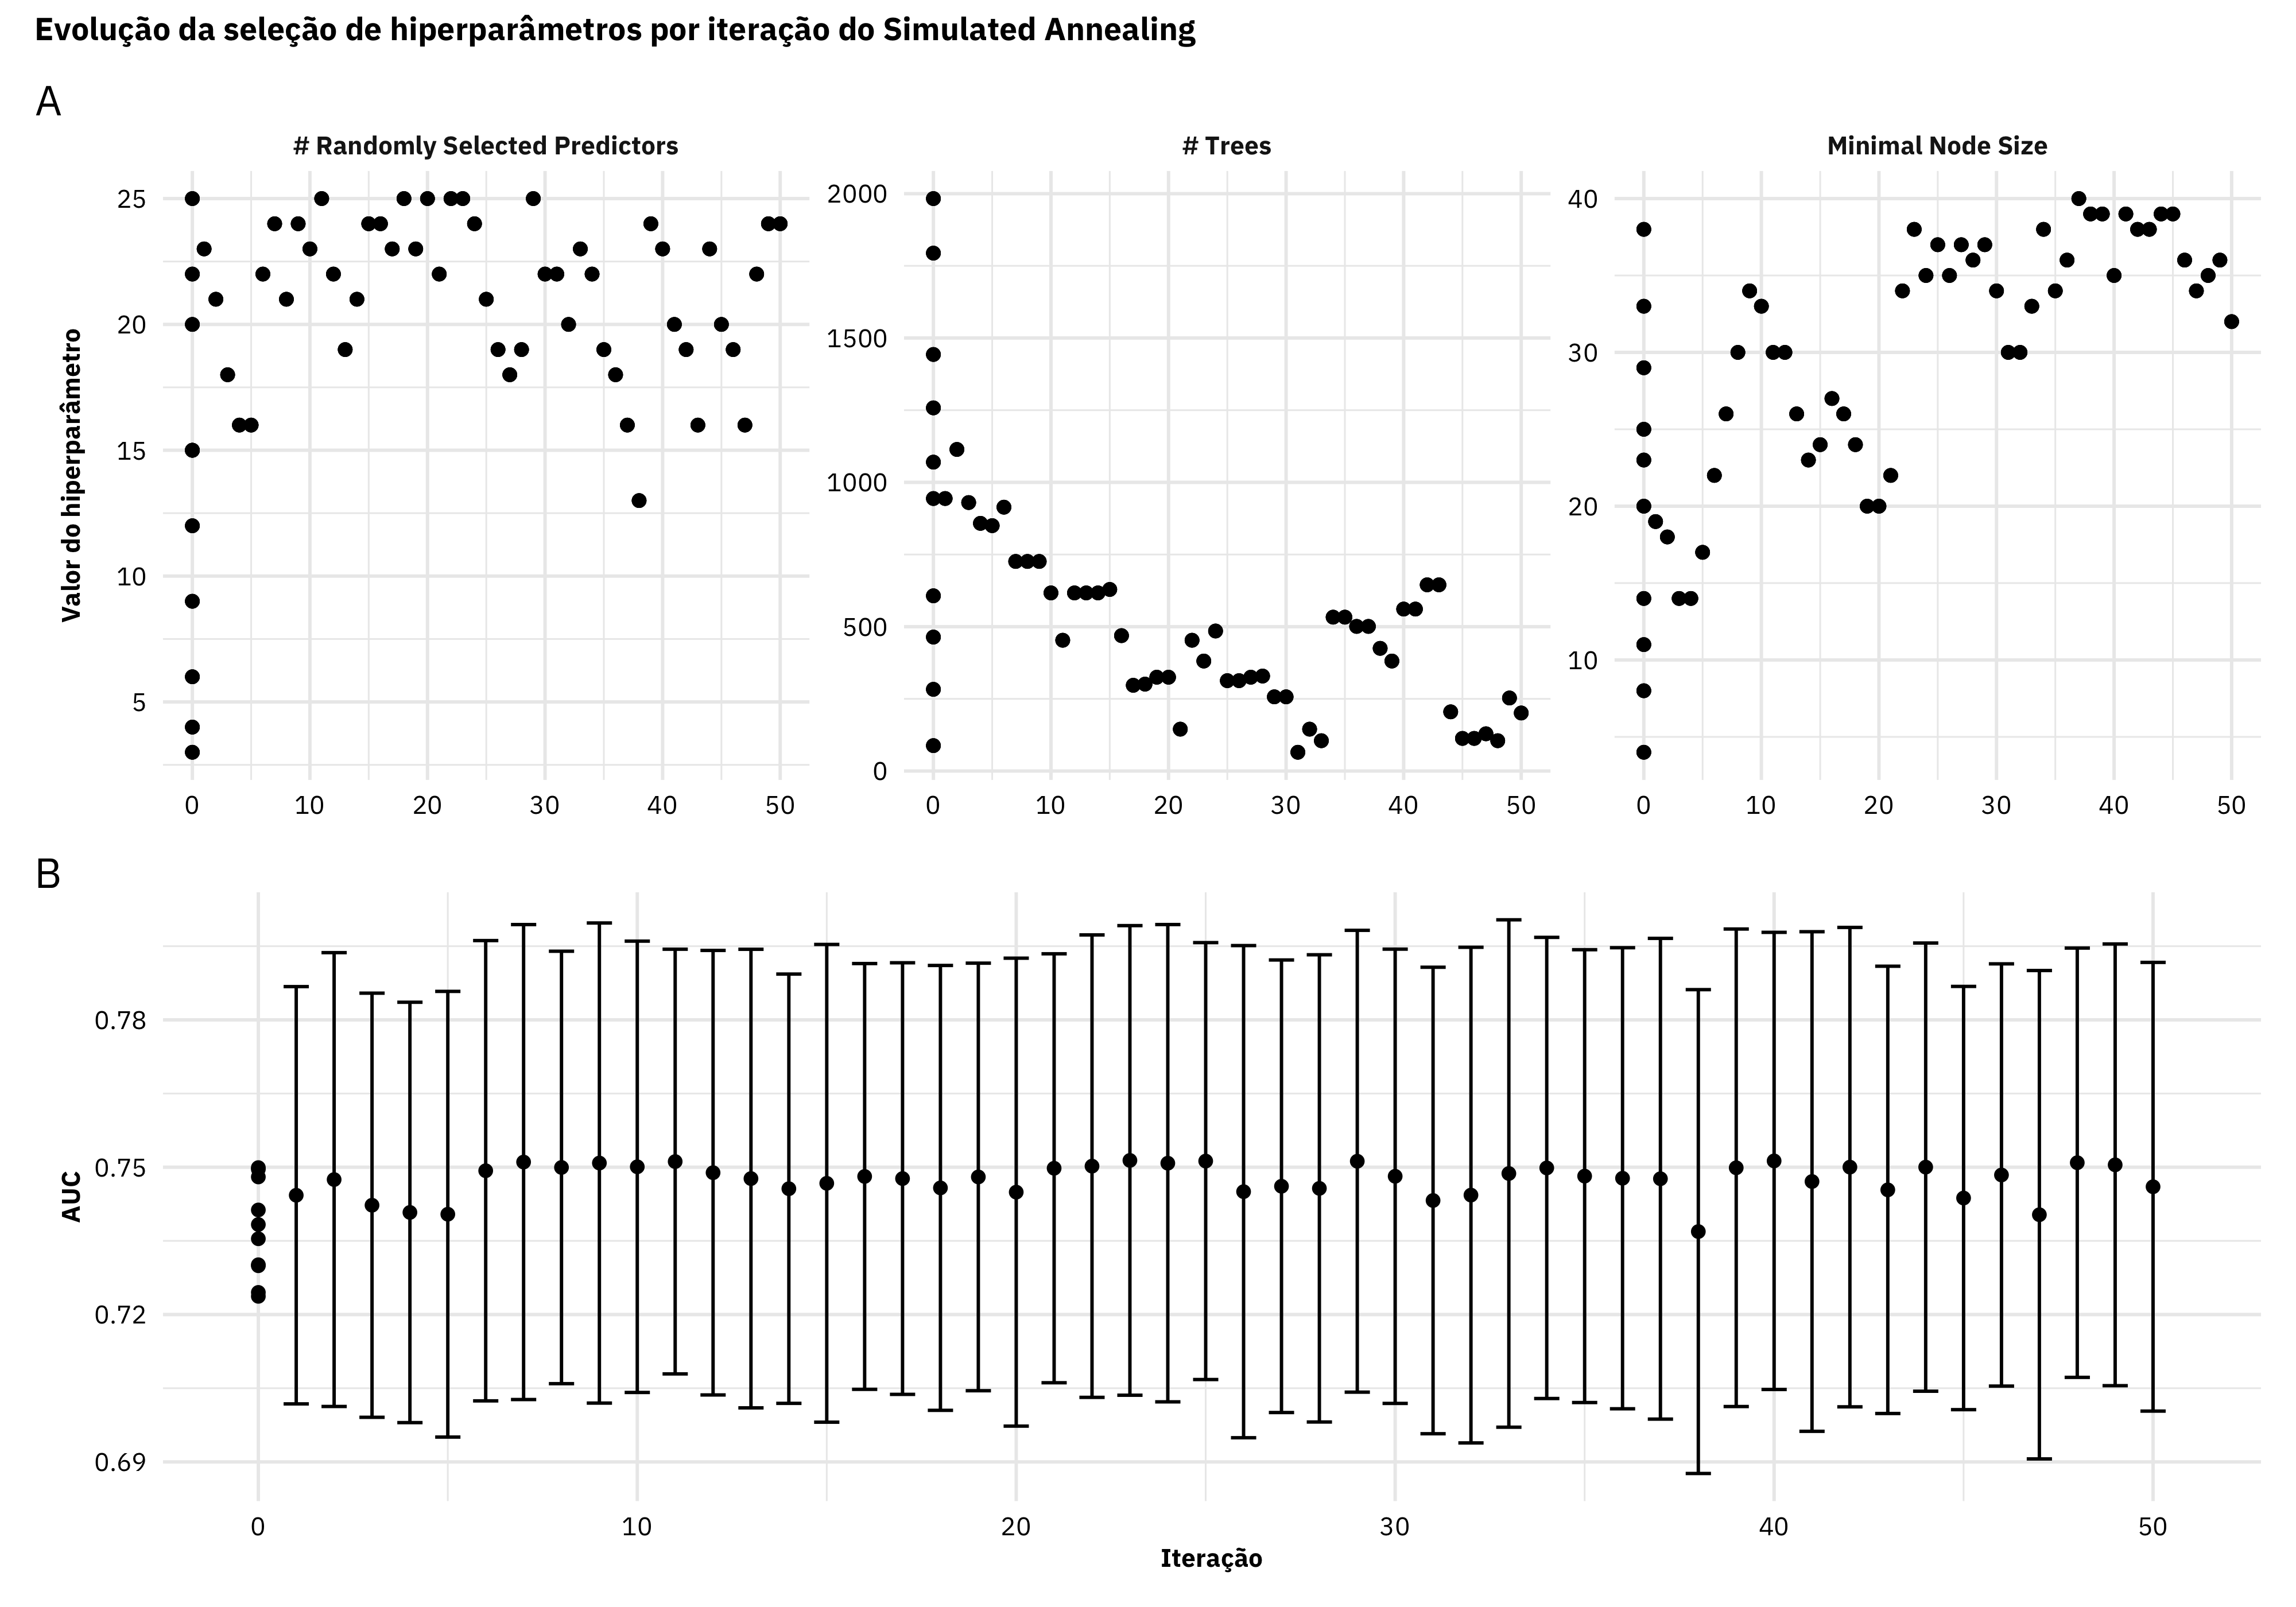 Evolução da seleção de hiperparâmetros por iteração do Simulated Annealing
A
# Randomly Selected Predictors
# Trees
Minimal Node Size
Valor do hiperparâmetro
25
20
15
10
5
0 10 20 30 40 50
2000
1500
1000
500
0
0 10 20 30 40 50
40
30
20
10
0 10 20 30 40 50
B
AUC
0.78
0.75
0.72
0.69
0 10 20 30 40 50
Iteração